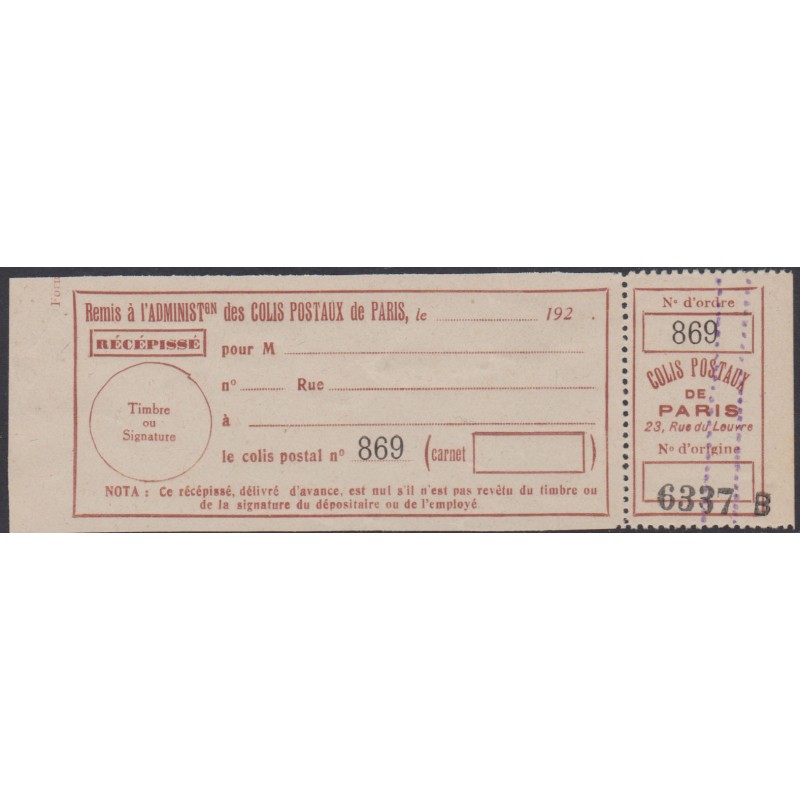 Remis à l'ADMINISTon des COLIS POSTAUX de PARIS, le 192 .
RÉCÉPISSÉ
pour M
n° Rue
à
le colis postal n° 869 (carnet )
Timbre
ou
Signature
NOTA : Ce récépissé, délivré d'avance, est nul s'il n'est pas revêtu du timbre ou
de la signature du dépositaire ou de l'employé
N° d'ordre
869
COLIS POSTAUX
DE
PARIS
23, Rue du Louvre
N° d'origine
6337 B